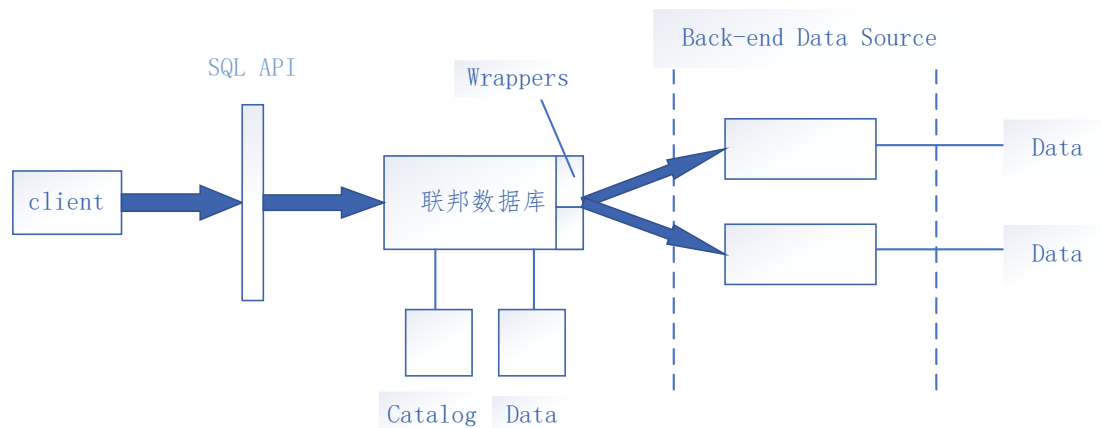 Back-end Data Source
SQL API
Wrappers
client
联邦数据库
Data
Data
Catalog
Data